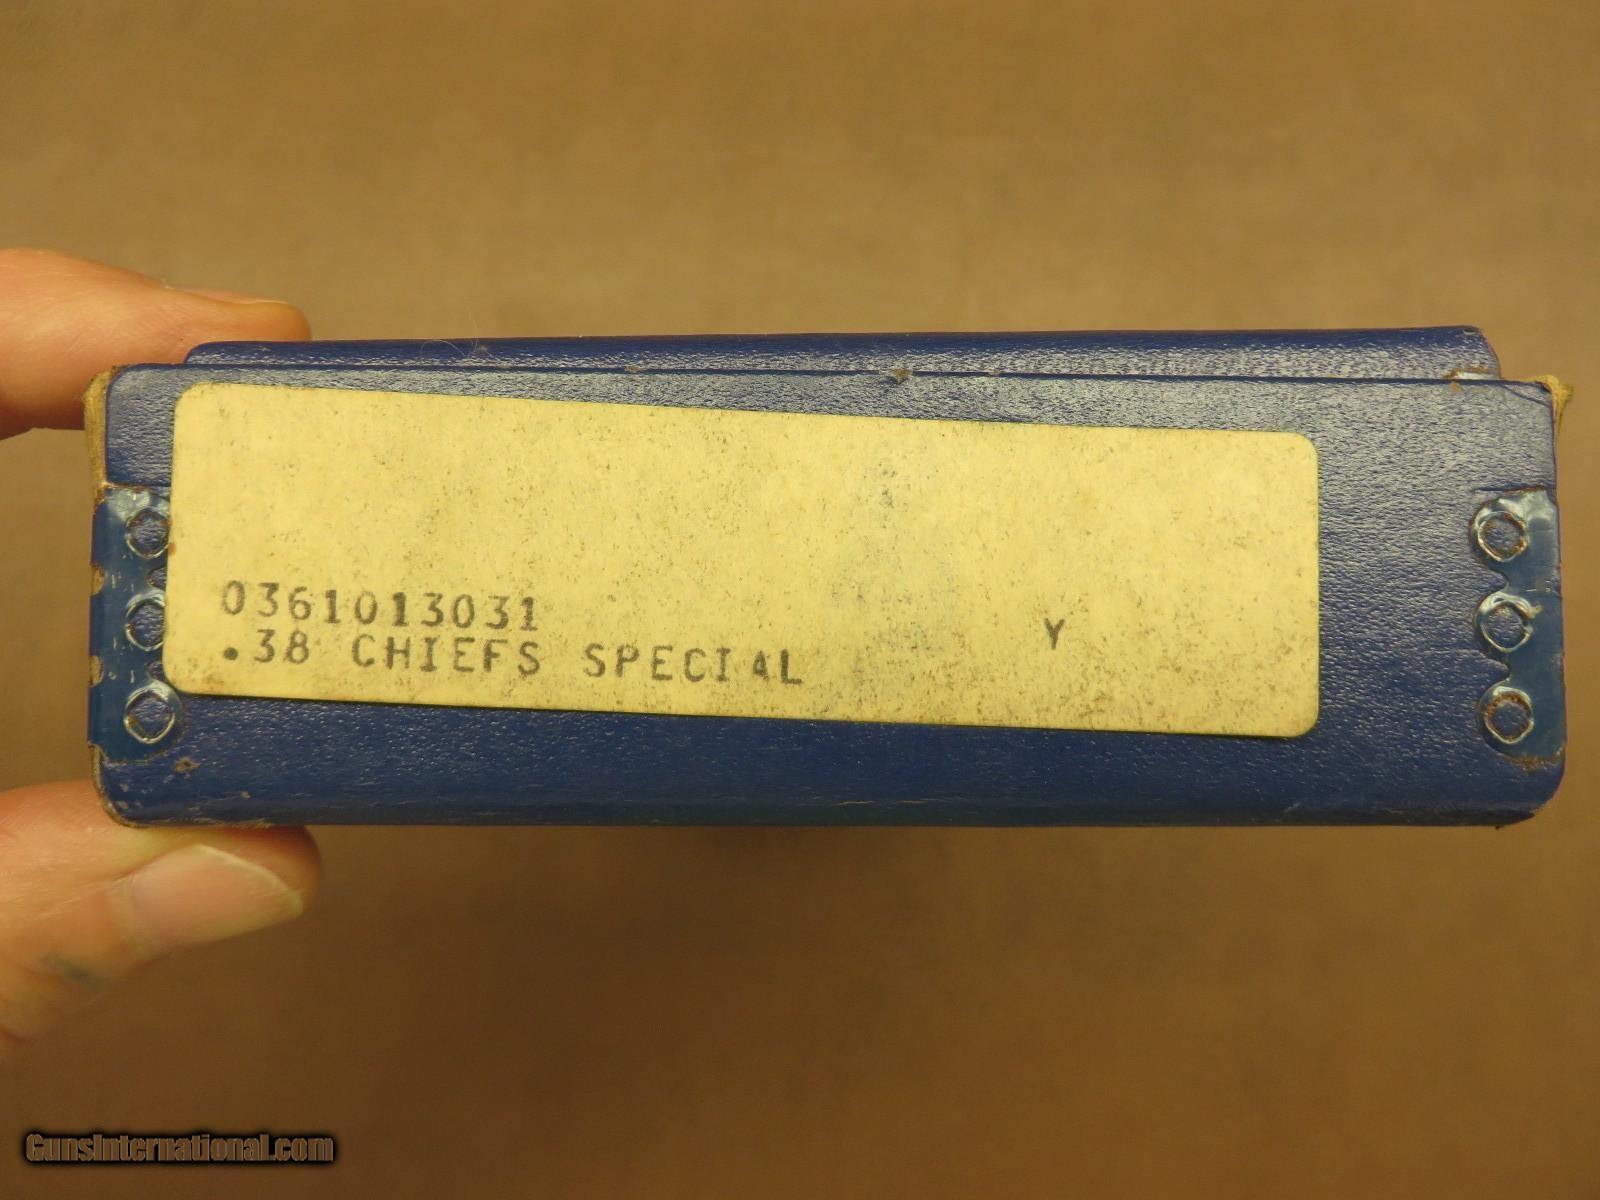 0361013031
.38 CHIEFS SPECIAL Y
GunsInternational.com